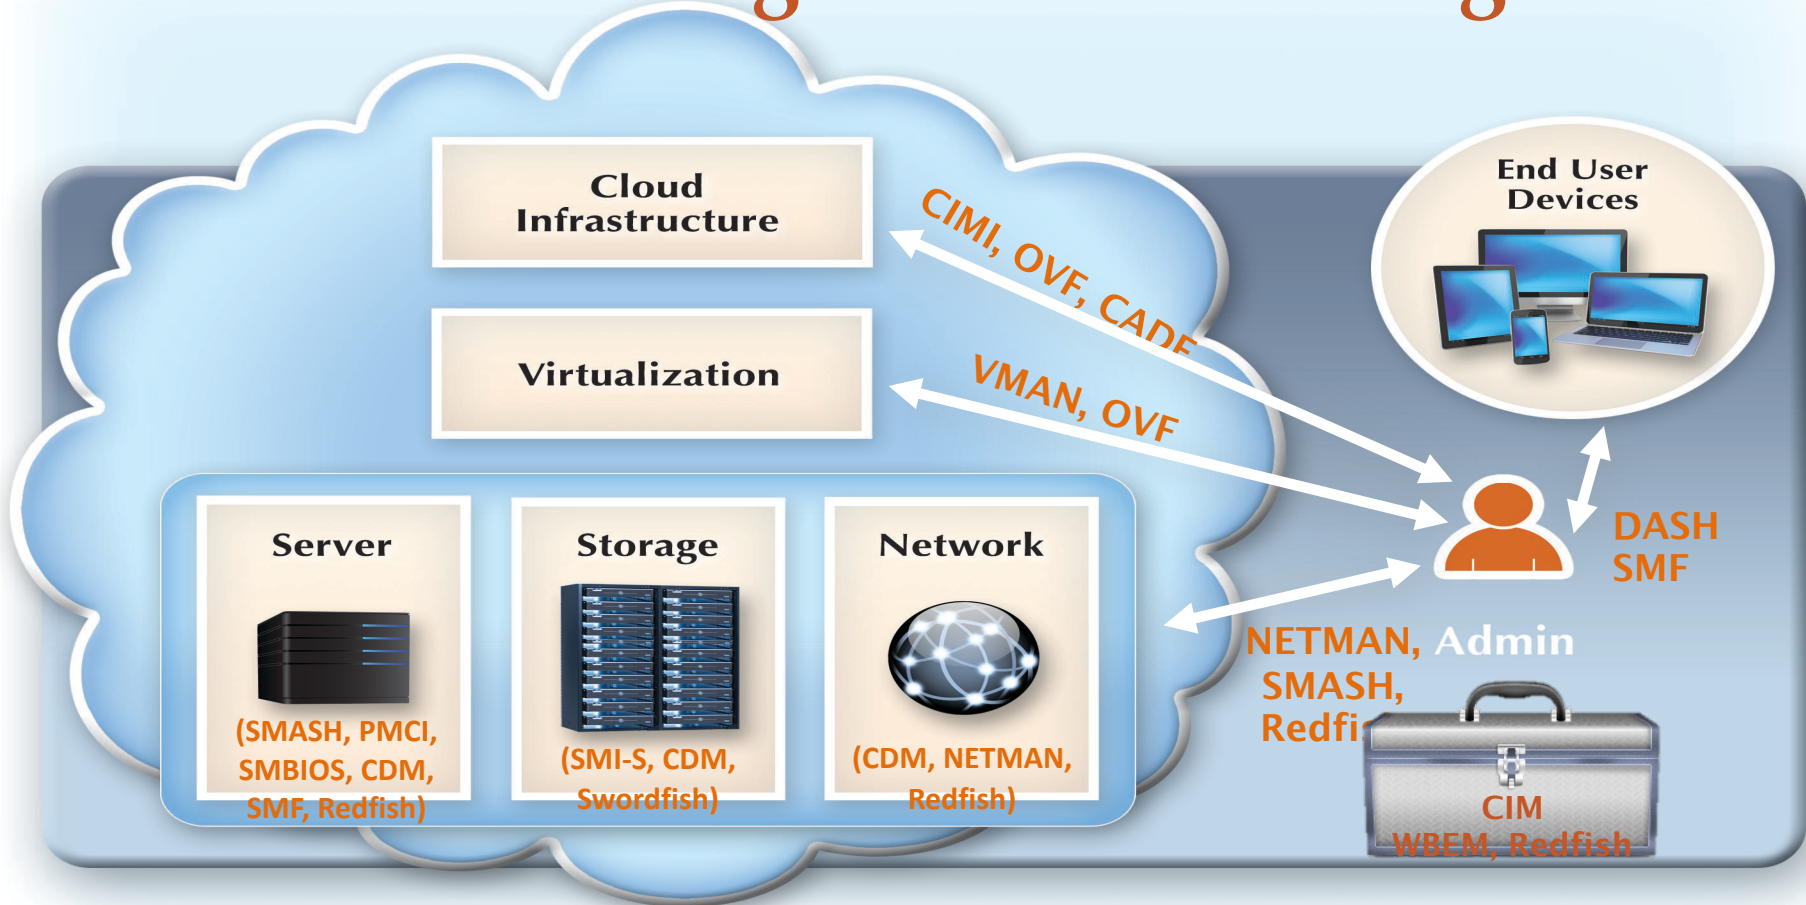 Cloud
Infrastructure
Virtualization
CIMI, OVF, CADF
VMAN, OVF
End User
Devices
DASH
SMF
Admin
NETMAN,
SMASH,
Server
(SMASH, PMCI,
SMBIOS, CDM,
SMF, Redfish)
Storage
(SMI-S, CDM,
Swordfish)
Network
(CDM, NETMAN,
Redfish)
CIM
WBEM, Redfish